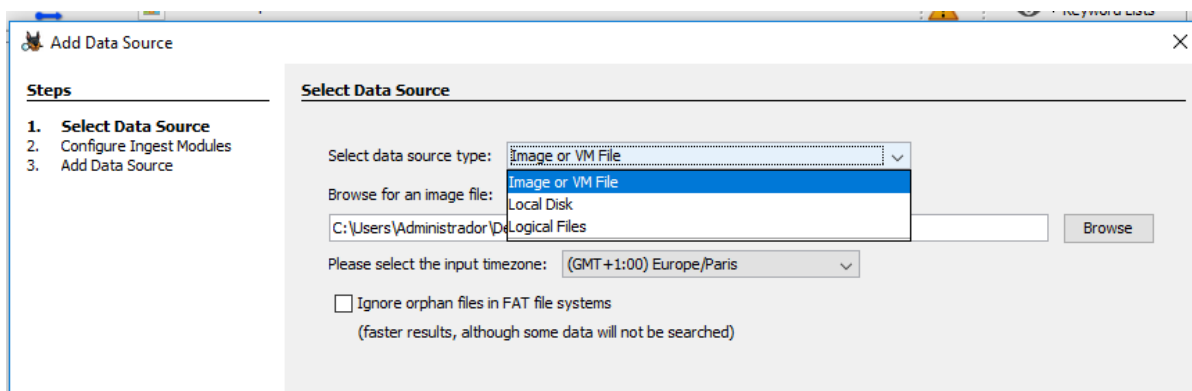 Keyword Lists
Add Data Source
Steps
1. Select Data Source
2. Configure Ingest Modules
3. Add Data Source
Select Data Source
Select data source type: Image or VM File
Image or VM File
Local Disk
Logical Files
Browse for an image file:
C:\Users\Administrador\De
Browse
Please select the input timezone: (GMT+1:00) Europe/Paris
Ignore orphan files in FAT file systems
(faster results, although some data will not be searched)